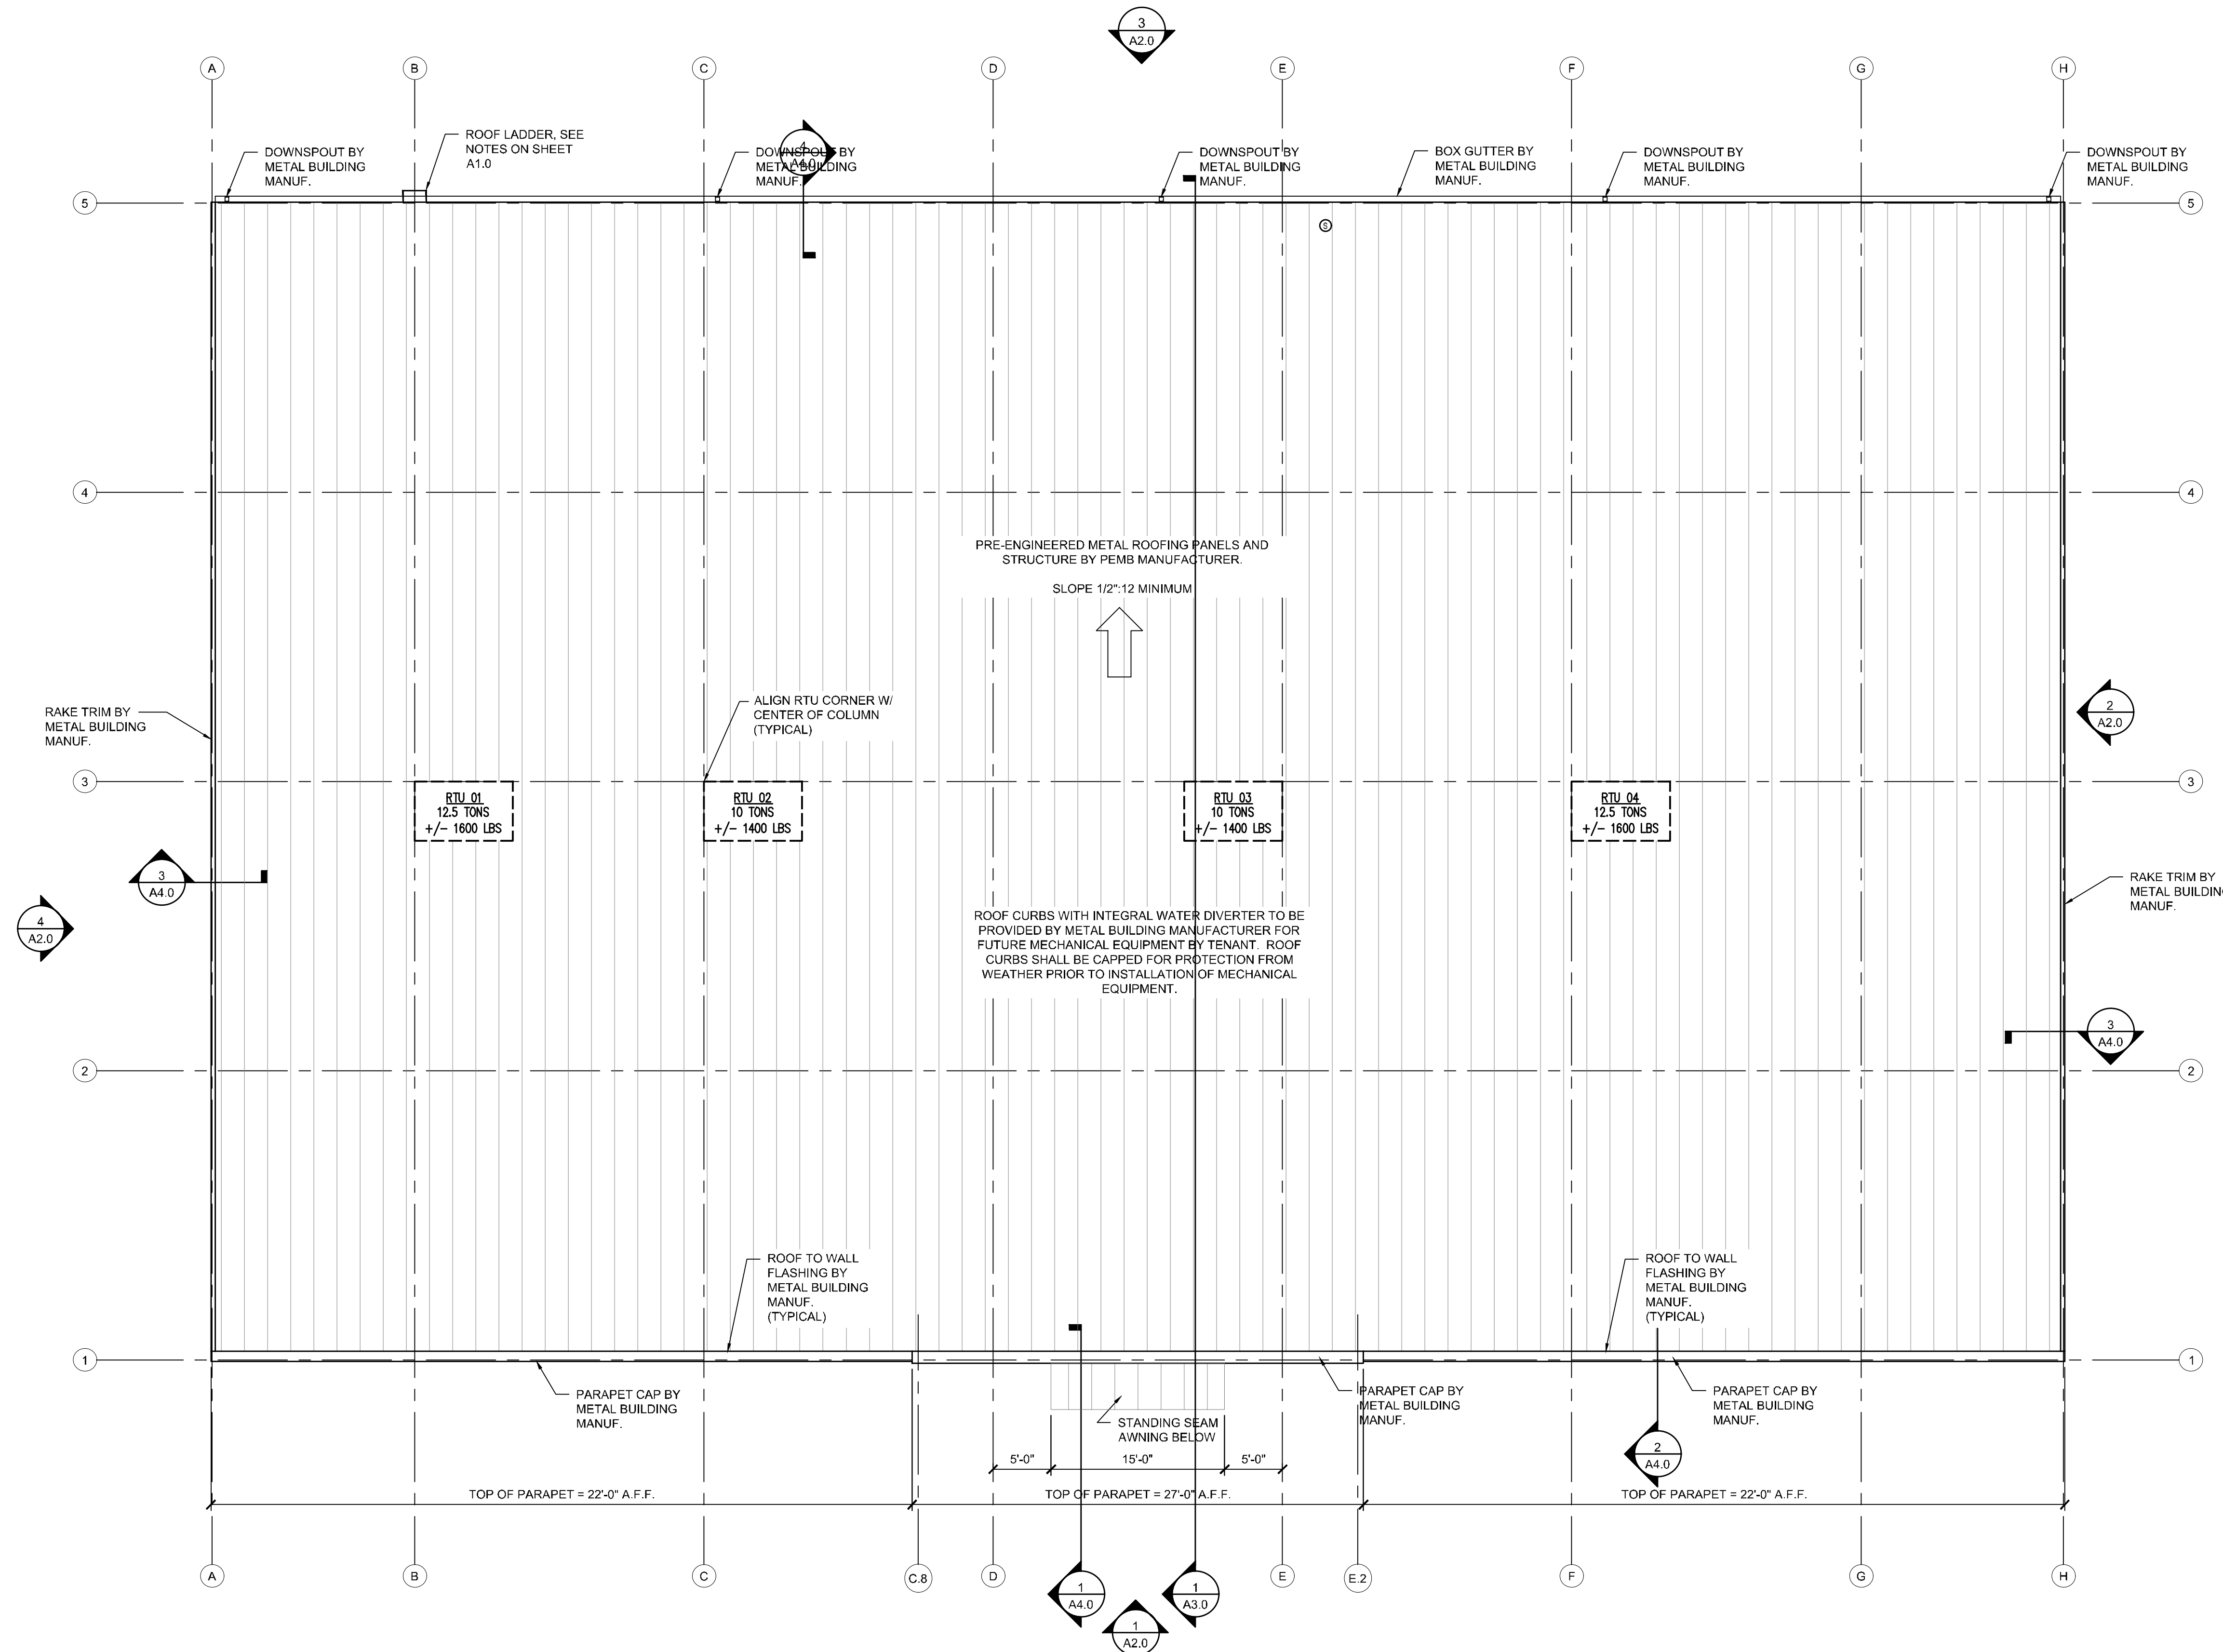 3
A2.0
A
B
C
D
E
F
G
H
DOWNSPOUT BY
METAL BUILDING
MANUF.
ROOF LADDER, SEE
NOTES ON SHEET
A1.0
DOWNSPOUT BY
METAL BUILDING
MANUF.
4
A4.0
DOWNSPOUT BY
METAL BUILDING
MANUF.
BOX GUTTER BY
METAL BUILDING
MANUF.
DOWNSPOUT BY
METAL BUILDING
MANUF.
DOWNSPOUT BY
METAL BUILDING
MANUF.
5
5
S
4
4
PRE-ENGINEERED METAL ROOFING PANELS AND
STRUCTURE BY PEMB MANUFACTURER.
SLOPE 1/2":12 MINIMUM
RAKE TRIM BY
METAL BUILDING
MANUF.
ALIGN RTU CORNER W/
CENTER OF COLUMN
(TYPICAL)
2
A2.0
3
3
RTU 01
12.5 TONS
+/- 1600 LBS
RTU 02
10 TONS
+/- 1400 LBS
RTU 03
10 TONS
+/- 1400 LBS
RTU 04
12.5 TONS
+/- 1600 LBS
3
A4.0
4
A2.0
RAKE TRIM BY
METAL BUILDING
MANUF.
ROOF CURBS WITH INTEGRAL WATER DIVERTER TO BE
PROVIDED BY METAL BUILDING MANUFACTURER FOR
FUTURE MECHANICAL EQUIPMENT BY TENANT. ROOF
CURBS SHALL BE CAPPED FOR PROTECTION FROM
WEATHER PRIOR TO INSTALLATION OF MECHANICAL
EQUIPMENT.
3
A4.0
2
2
ROOF TO WALL
FLASHING BY
METAL BUILDING
MANUF.
(TYPICAL)
ROOF TO WALL
FLASHING BY
METAL BUILDING
MANUF.
(TYPICAL)
1
1
PARAPET CAP BY
METAL BUILDING
MANUF.
STANDING SEAM
AWNING BELOW
PARAPET CAP BY
METAL BUILDING
MANUF.
PARAPET CAP BY
METAL BUILDING
MANUF.
5'-0"
15'-0"
5'-0"
2
A4.0
TOP OF PARAPET = 22'-0" A.F.F.
TOP OF PARAPET = 27'-0" A.F.F.
TOP OF PARAPET = 22'-0" A.F.F.
A
B
C
C.8
D
E
E.2
F
G
H
1
A4.0
1
A3.0
1
A2.0